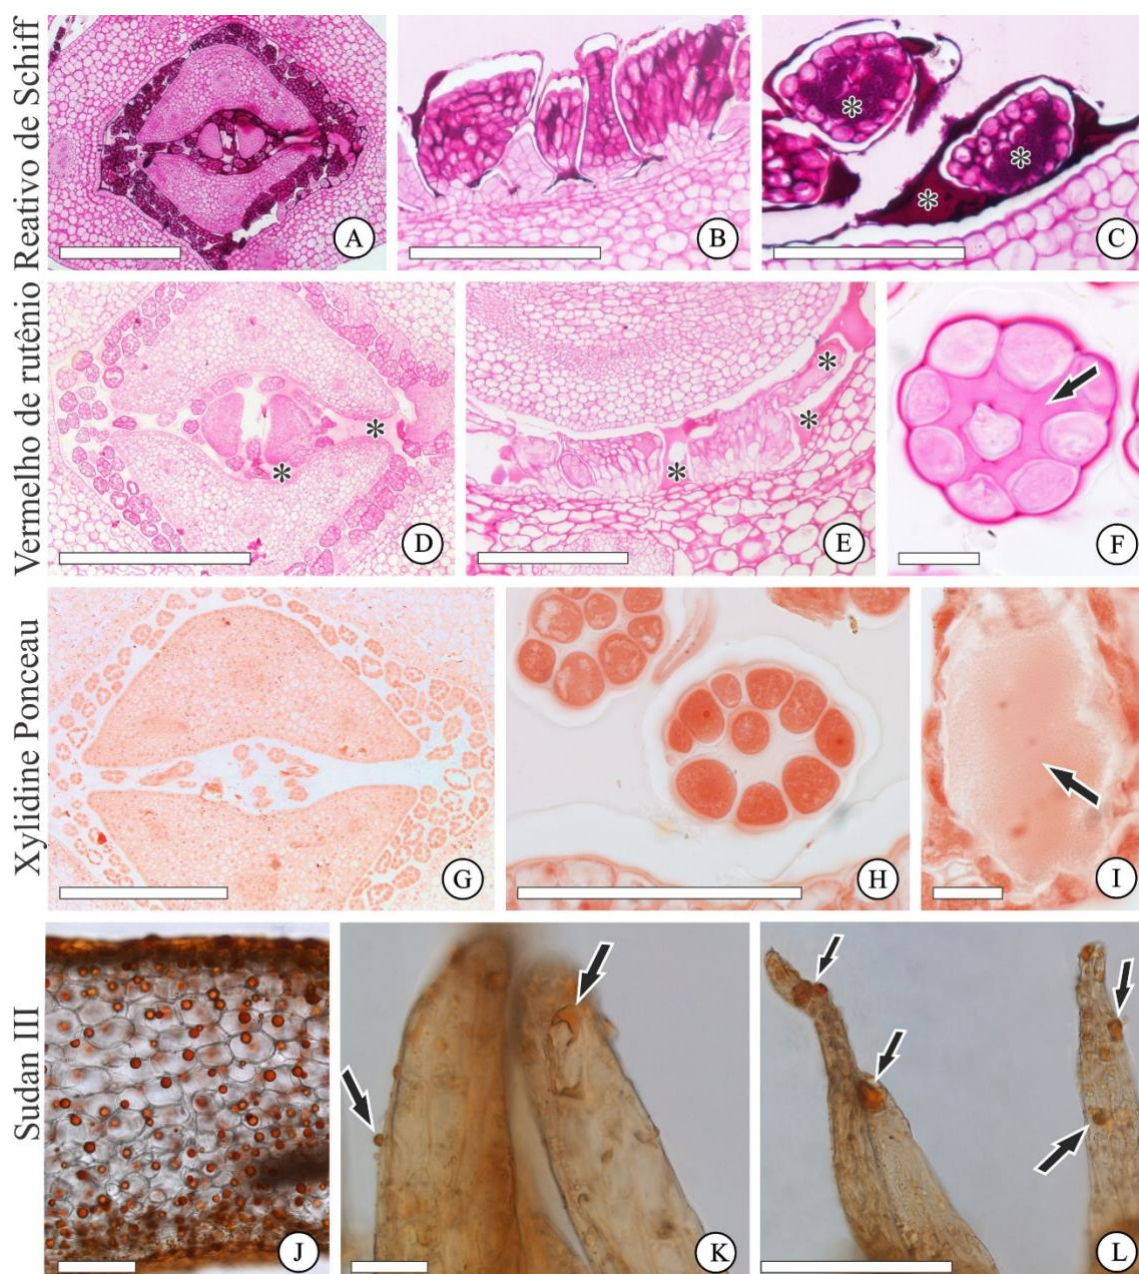 Reativo de Schiff
A
B
C
Vermelho de rutênio
D
E
F
Xylidine Ponceau
G
H
I
Sudan III
J
K
L